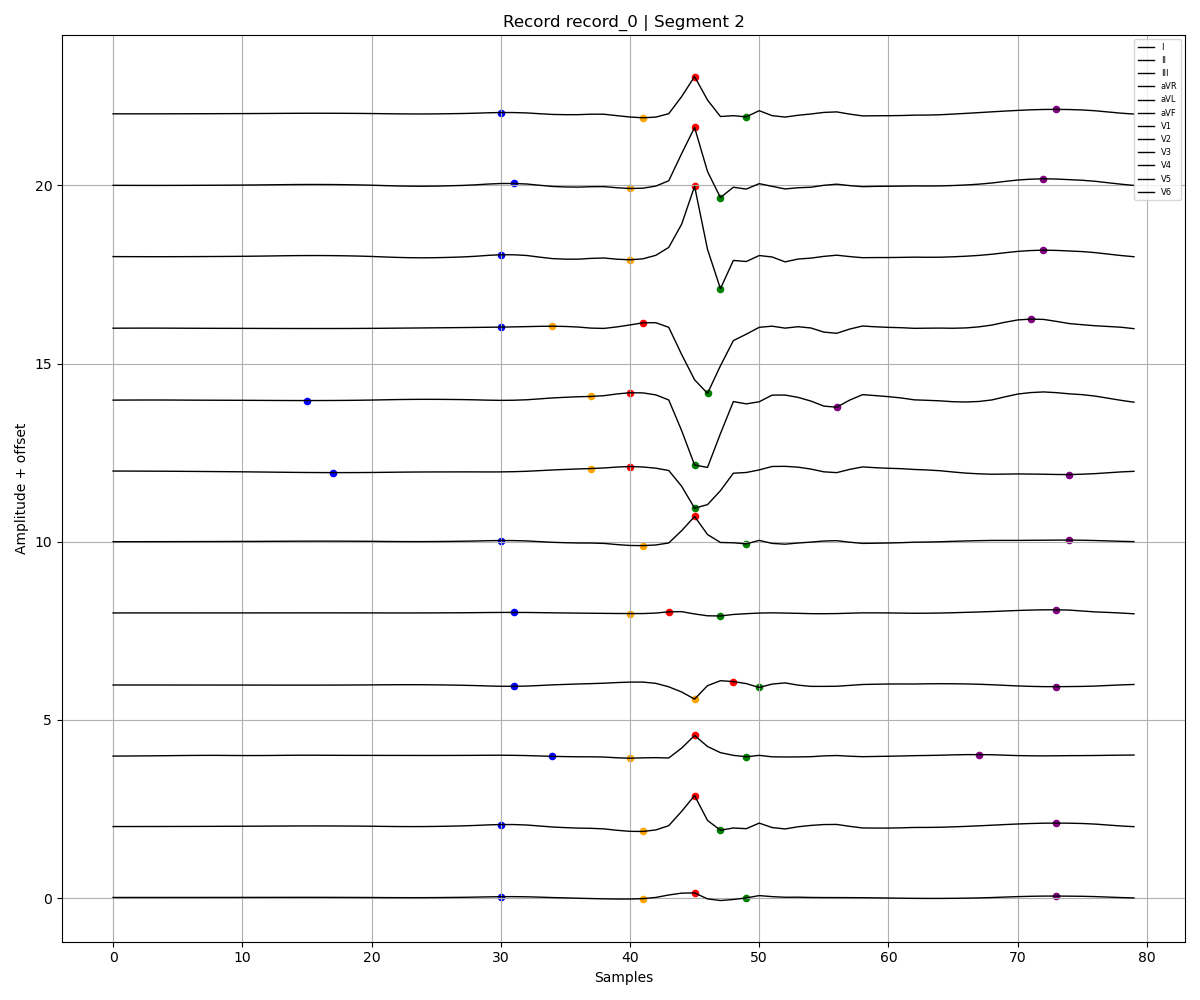 Record record_0 | Segment 2
I
II
III
aVR
aVL
aVF
V1
V2
V3
V4
V5
V6
Amplitude + offset
20
15
10
5
0
0 10 20 30 40 50 60 70 80
Samples